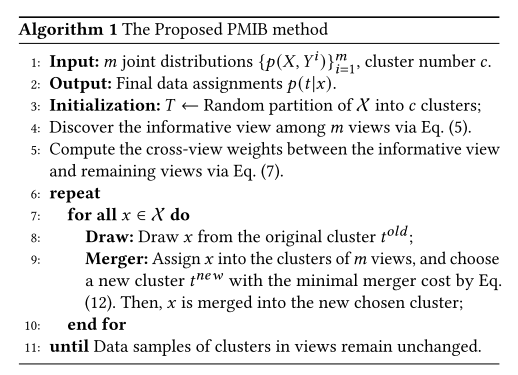 Algorithm 1 The Proposed PMIB method
1: Input: m joint distributions {p(X, Y^i)}_{i=1}^m, cluster number c.
2: Output: Final data assignments p(t|x).
3: Initialization: T ← Random partition of 𝒳 into c clusters;
4: Discover the informative view among m views via Eq. (5).
5: Compute the cross-view weights between the informative view
and remaining views via Eq. (7).
6: repeat
7: for all x ∈ 𝒳 do
8: Draw: Draw x from the original cluster t^{old};
9: Merger: Assign x into the clusters of m views, and choose
a new cluster t^{new} with the minimal merger cost by Eq.
(12). Then, x is merged into the new chosen cluster;
10: end for
11: until Data samples of clusters in views remain unchanged.